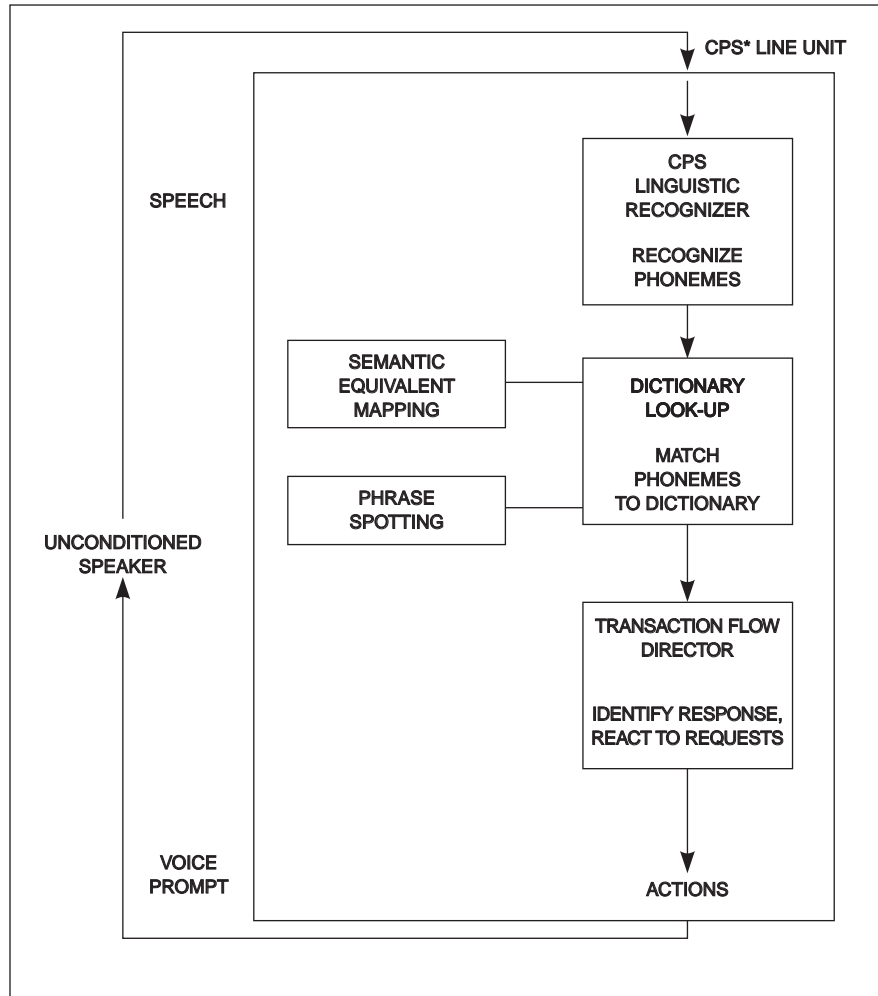 CPS* LINE UNIT
SPEECH
CPS
LINGUISTIC
RECOGNIZER
RECOGNIZE
PHONEMES
SEMANTIC
EQUIVALENT
MAPPING
DICTIONARY
LOOK-UP
MATCH
PHONEMES
TO DICTIONARY
PHRASE
SPOTTING
UNCONDITIONED
SPEAKER
TRANSACTION FLOW
DIRECTOR
IDENTIFY RESPONSE,
REACT TO REQUESTS
VOICE
PROMPT
ACTIONS